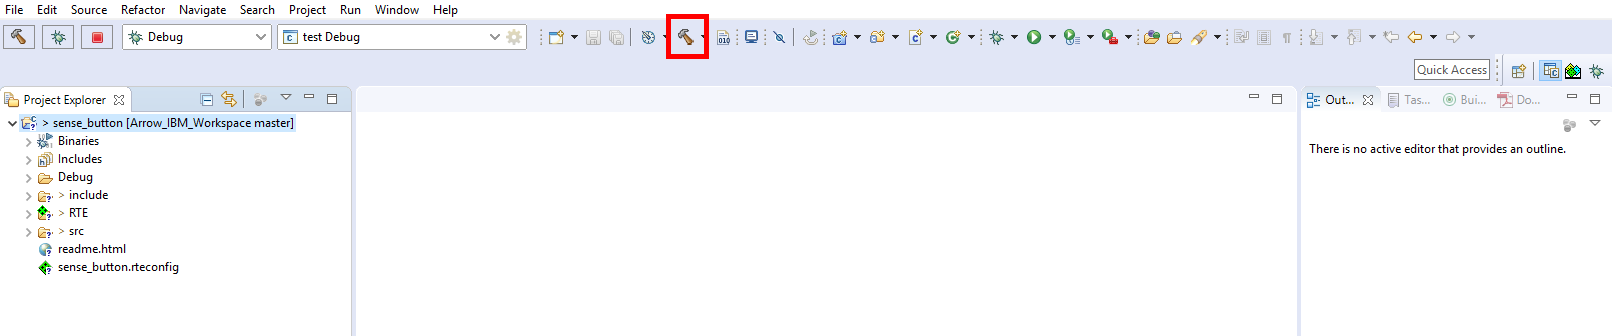 File Edit Source Refactor Navigate Search Project Run Window Help
Debug test Debug 010
Quick Access
Project Explorer
Out... Tas... Bui... Do...
> sense_button [Arrow_IBM_Workspace master]
There is no active editor that provides an outline.
Binaries
Includes
Debug
> include
> RTE
> src
readme.html
sense_button.rteconfig